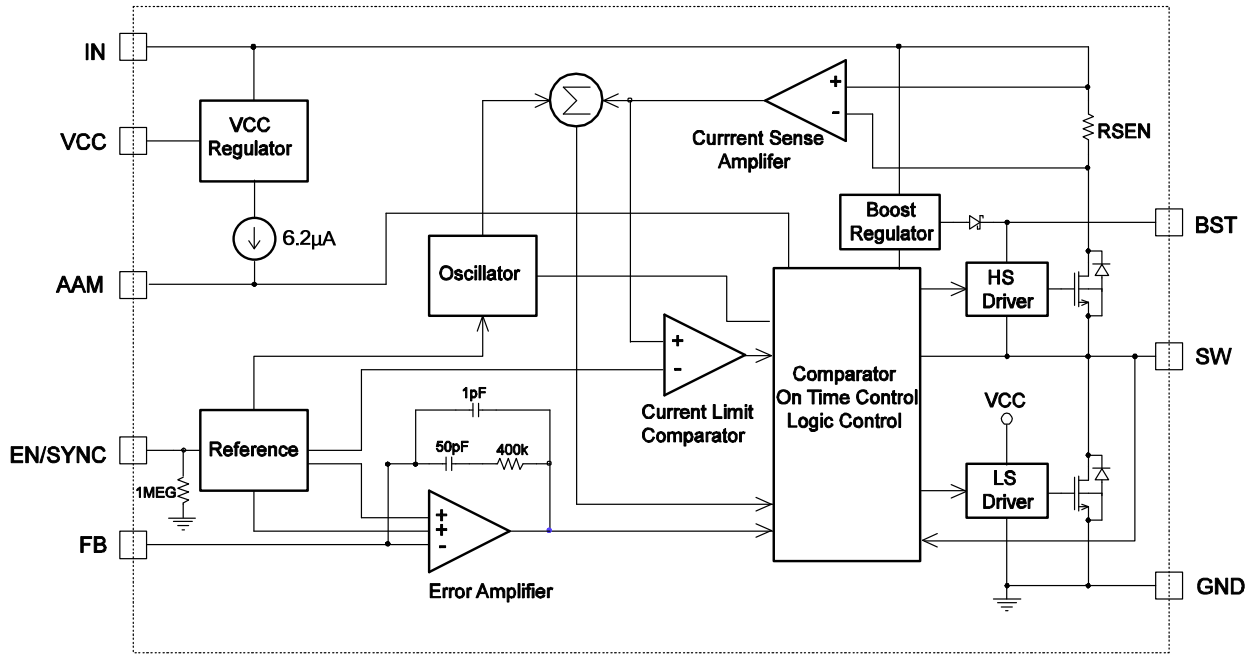 IN
VCC
Regulator
VCC
6.2µA
AAM
Oscillator
Σ
+
-
Currrent Sense
Amplifer
RSEN
Boost
Regulator
BST
HS
Driver
SW
+
-
Current Limit
Comparator
Comparator
On Time Control
Logic Control
VCC
LS
Driver
GND
EN/SYNC
1MEG
Reference
1pF
50pF
400k
FB
+
+
-
Error Amplifier